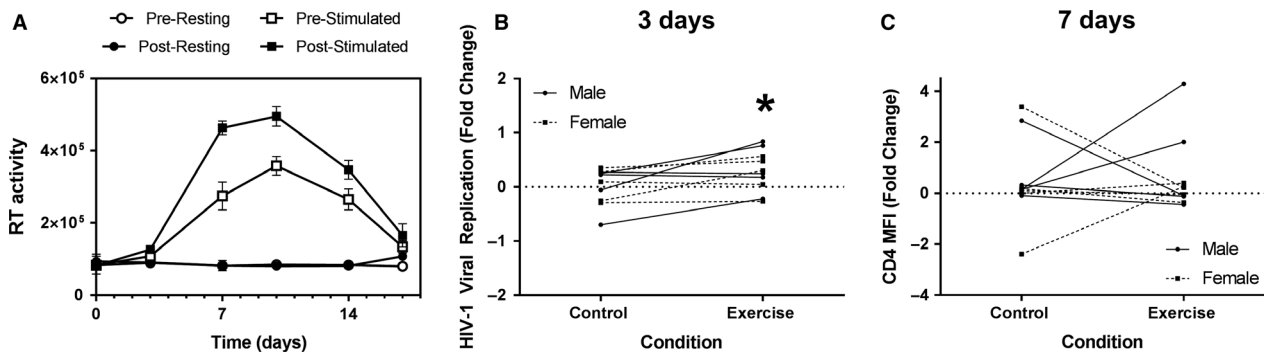 A
Pre-Resting
Pre-Stimulated
Post-Resting
Post-Stimulated
6×10⁵
4×10⁵
2×10⁵
0
RT activity
0 7 14
Time (days)
B
3 days
HIV-1 Viral Replication (Fold Change)
2
1
0
−1
−2
Male
Female
*
Control Exercise
Condition
C
7 days
CD4 MFI (Fold Change)
4
2
0
−2
−4
Male
Female
Control Exercise
Condition